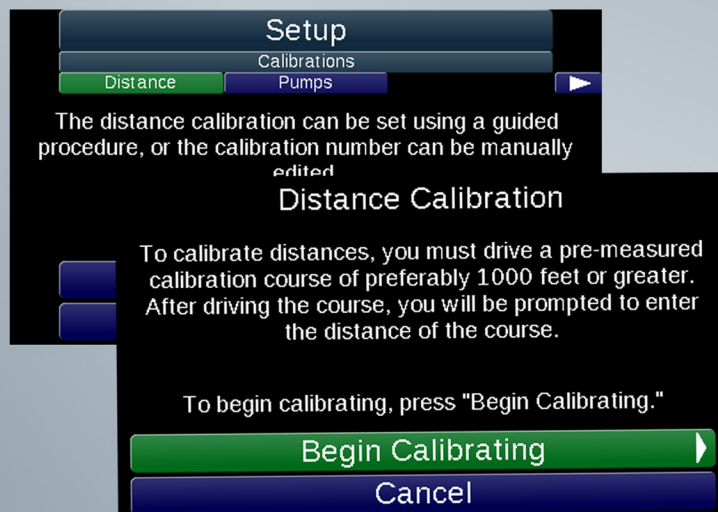 Setup
Calibrations
Distance
Pumps
The distance calibration can be set using a guided
procedure, or the calibration number can be manually
edited
Distance Calibration
To calibrate distances, you must drive a pre-measured
calibration course of preferably 1000 feet or greater.
After driving the course, you will be prompted to enter
the distance of the course.
To begin calibrating, press "Begin Calibrating."
Begin Calibrating
Cancel